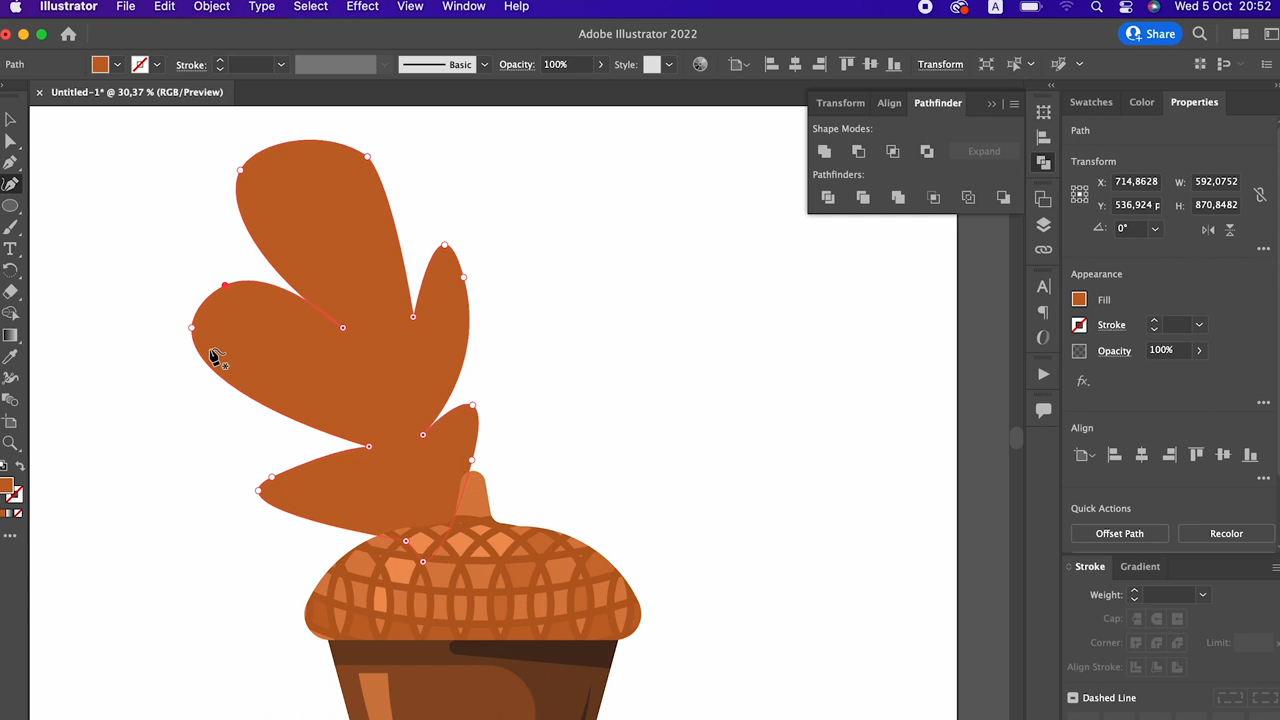 Illustrator File Edit Object Type Select Effect View Window Help A Wed 5 Oct 20:52
Adobe Illustrator 2022 Share
Path Stroke: Basic Opacity: 100% Style: Transform
× Untitled-1* @ 30,37 % (RGB/Preview)
Transform Align Pathfinder
Shape Modes:
Expand
Pathfinders:
Swatches Color Properties
Path
Transform
X: 714,8628 W: 592,0752
Y: 536,924 p H: 870,8482
0°
Appearance
Fill
Stroke
Opacity 100%
fx.
Align
Quick Actions
Offset Path Recolor
Stroke Gradient
Weight:
Cap:
Corner: Limit:
Align Stroke:
Dashed Line